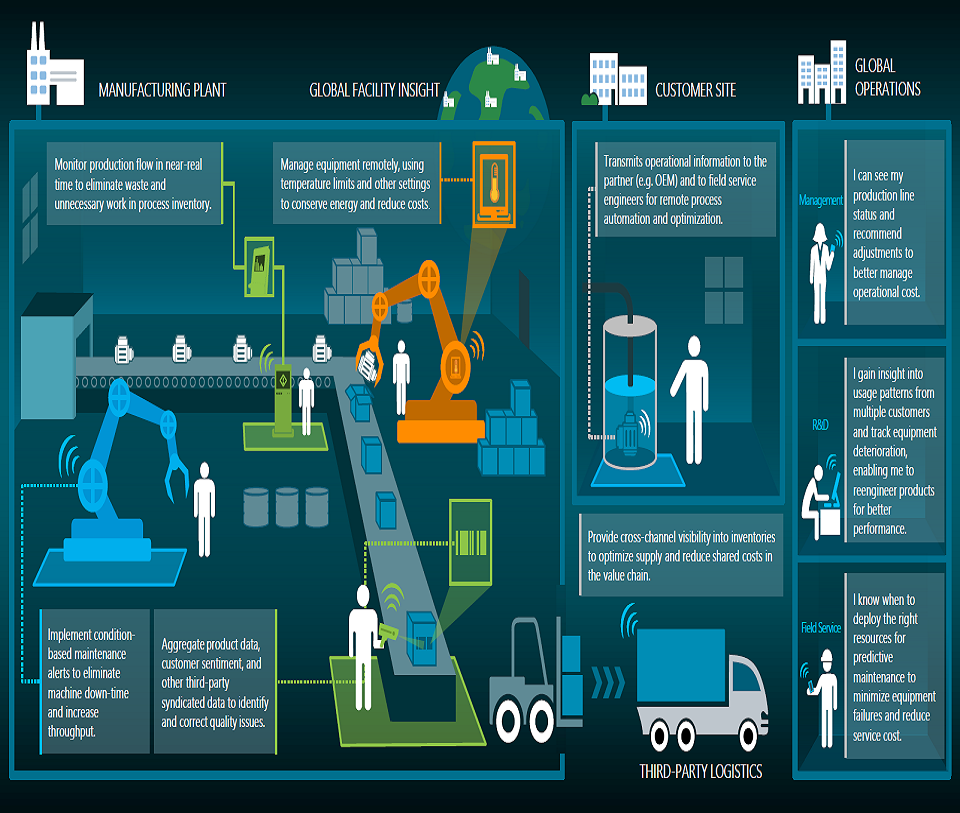 MANUFACTURING PLANT
GLOBAL FACILITY INSIGHT
CUSTOMER SITE
GLOBAL
OPERATIONS
Monitor production flow in near-real
time to eliminate waste and
unnecessary work in process inventory.
Manage equipment remotely, using
temperature limits and other settings
to conserve energy and reduce costs.
Transmits operational information to the
partner (e.g. OEM) and to field service
engineers for remote process
automation and optimization.
Management
I can see my
production line
status and
recommend
adjustments to
better manage
operational cost.
R&D
I gain insight into
usage patterns from
multiple customers
and track equipment
deterioration,
enabling me to
reengineer products
for better
performance.
Provide cross-channel visibility into inventories
to optimize supply and reduce shared costs in
the value chain.
Field Service
I know when to
deploy the right
resources for
predictive
maintenance to
minimize equipment
failures and reduce
service cost.
Implement condition-
based maintenance
alerts to eliminate
machine down-time
and increase
throughput.
Aggregate product data,
customer sentiment, and
other third-party
syndicated data to identify
and correct quality issues.
THIRD-PARTY LOGISTICS